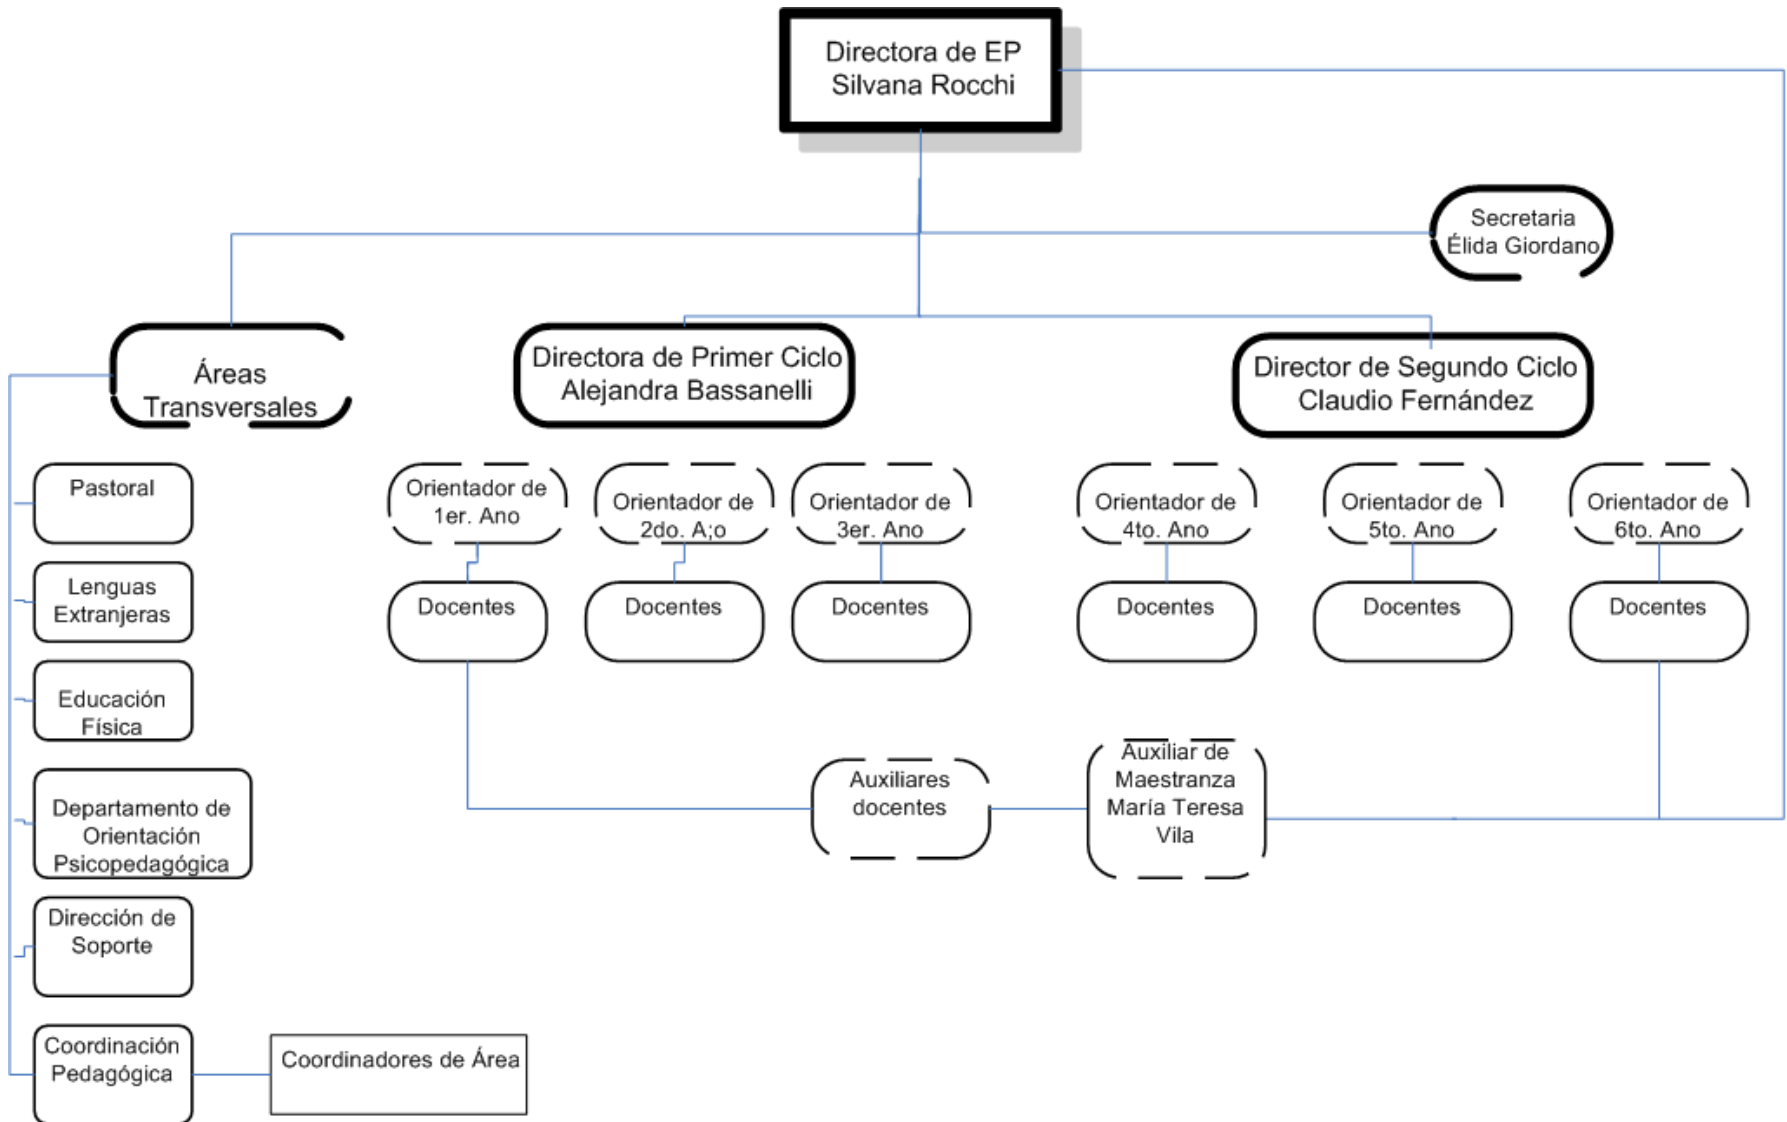 Directora de EP
Silvana Rocchi
Secretaria
Élida Giordano
Áreas
Transversales
Directora de Primer Ciclo
Alejandra Bassanelli
Director de Segundo Ciclo
Claudio Fernández
Pastoral
Lenguas
Extranjeras
Educación
Física
Departamento de
Orientación
Psicopedagógica
Dirección de
Soporte
Coordinación
Pedagógica
Coordinadores de Área
Orientador de
1er. Ano
Orientador de
2do. A;o
Orientador de
3er. Ano
Orientador de
4to. Ano
Orientador de
5to. Ano
Orientador de
6to. Ano
Docentes
Docentes
Docentes
Docentes
Docentes
Docentes
Auxiliares
docentes
Auxiliar de
Maestranza
María Teresa
Vila